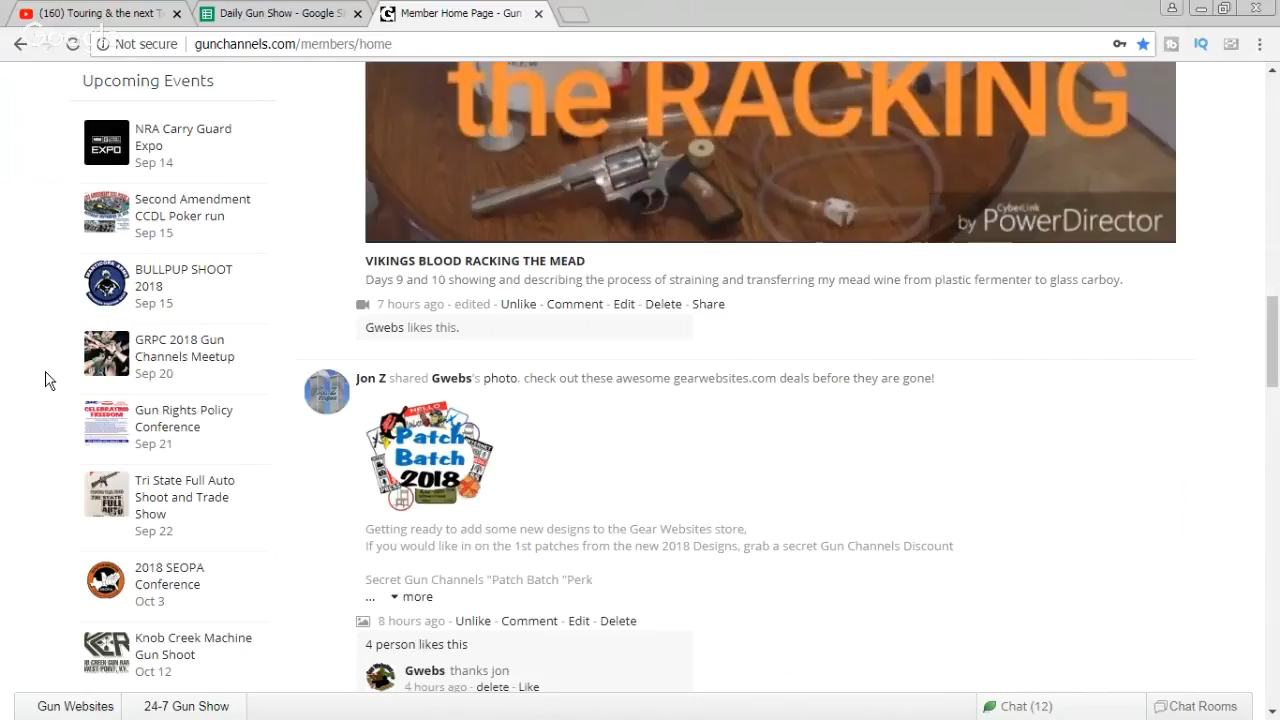 (160) Touring & the next T
Daily Gun Show - Google S
Member Home Page - Gun
Not secure
gunchannels.com/members/home
Upcoming Events
NRA Carry Guard
Expo
Sep 14
Second Amendment
CCDL Poker run
Sep 15
BULLPUP SHOOT
2018
Sep 15
GRPC 2018 Gun
Channels Meetup
Sep 20
Gun Rights Policy
Conference
Sep 21
Tri State Full Auto
Shoot and Trade
Show
Sep 22
2018 SEOPA
Conference
Oct 3
Knob Creek Machine
Gun Shoot
Oct 12
the RACKING
CyberLink
by PowerDirector
VIKINGS BLOOD RACKING THE MEAD
Days 9 and 10 showing and describing the process of straining and transferring my mead wine from plastic fermenter to glass carboy.
7 hours ago - edited - Unlike - Comment - Edit - Delete - Share
Gwebs likes this.
Jon Z shared Gwebs's photo. check out these awesome gearwebsites.com deals before they are gone!
HELLO
Patch
Batch
2018
Getting ready to add some new designs to the Gear Websites store,
If you would like in on the 1st patches from the new 2018 Designs, grab a secret Gun Channels Discount
Secret Gun Channels "Patch Batch "Perk
... more
8 hours ago - Unlike - Comment - Edit - Delete
4 person likes this
Gwebs thanks jon
4 hours ago - delete - Like
Gun Websites
24-7 Gun Show
Chat (12)
Chat Rooms